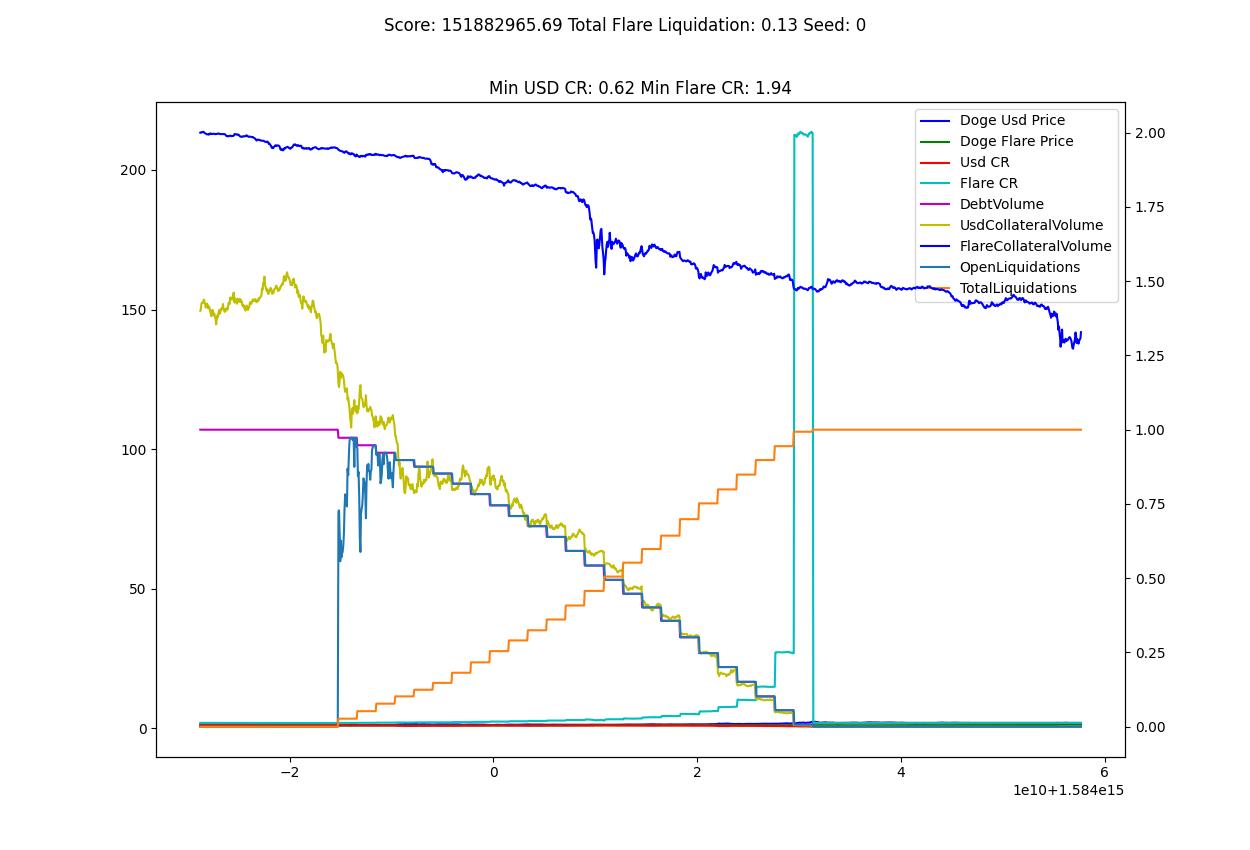 Score: 151882965.69 Total Flare Liquidation: 0.13 Seed: 0
Min USD CR: 0.62 Min Flare CR: 1.94
Doge Usd Price
Doge Flare Price
Usd CR
Flare CR
DebtVolume
UsdCollateralVolume
FlareCollateralVolume
OpenLiquidations
TotalLiquidations
200
150
100
50
0
2.00
1.75
1.50
1.25
1.00
0.75
0.50
0.25
0.00
−2 0 2 4 6
1e10+1.584e15